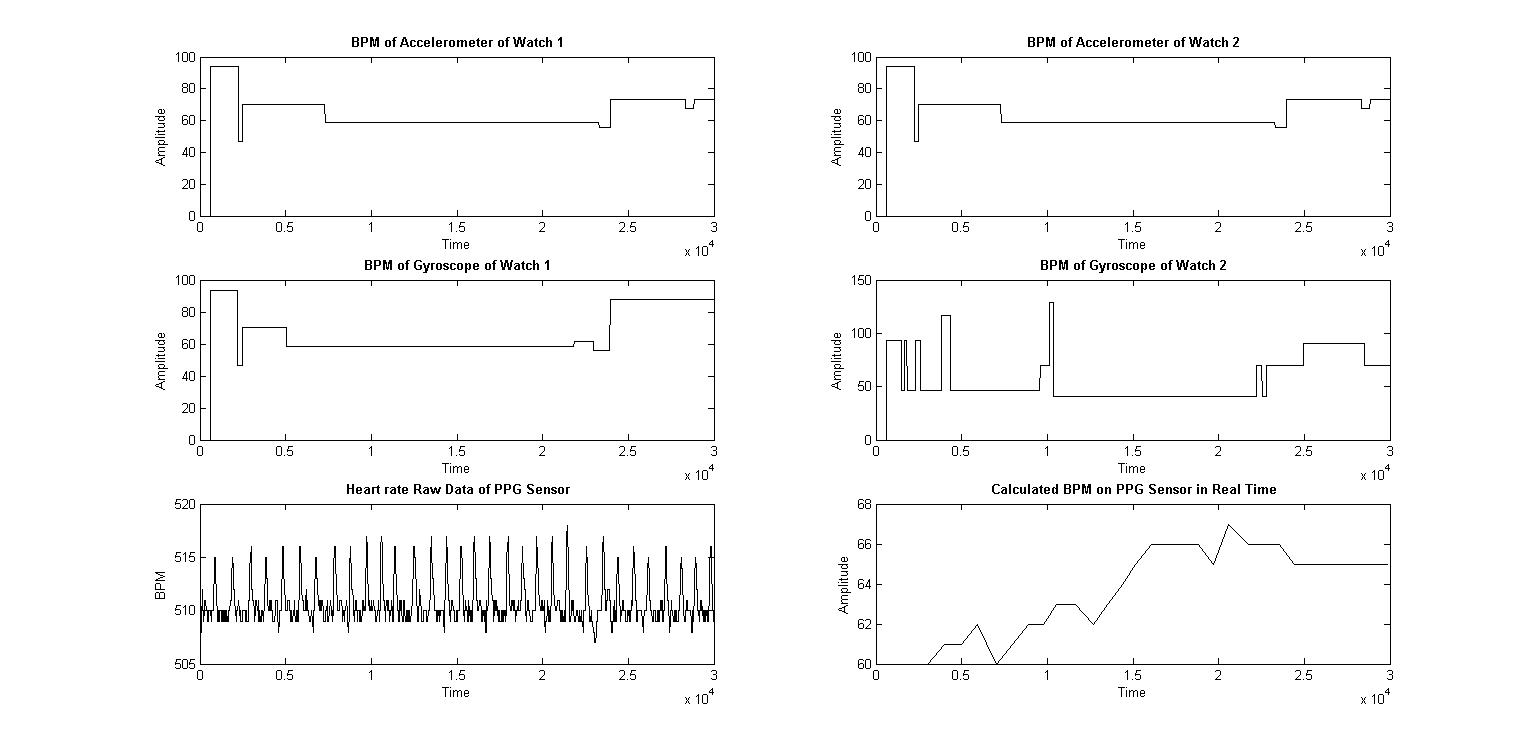 BPM of Accelerometer of Watch 1
100
80
60
40
20
0
Amplitude
0 0.5 1 1.5 2 2.5 3
Time
x 10^4
BPM of Accelerometer of Watch 2
100
80
60
40
20
0
Amplitude
0 0.5 1 1.5 2 2.5 3
Time
x 10^4
BPM of Gyroscope of Watch 1
100
80
60
40
20
0
Amplitude
0 0.5 1 1.5 2 2.5 3
Time
x 10^4
BPM of Gyroscope of Watch 2
150
100
50
0
Amplitude
0 0.5 1 1.5 2 2.5 3
Time
x 10^4
Heart rate Raw Data of PPG Sensor
520
515
510
505
BPM
0 0.5 1 1.5 2 2.5 3
Time
x 10^4
Calculated BPM on PPG Sensor in Real Time
68
66
64
62
60
Amplitude
0 0.5 1 1.5 2 2.5 3
Time
x 10^4